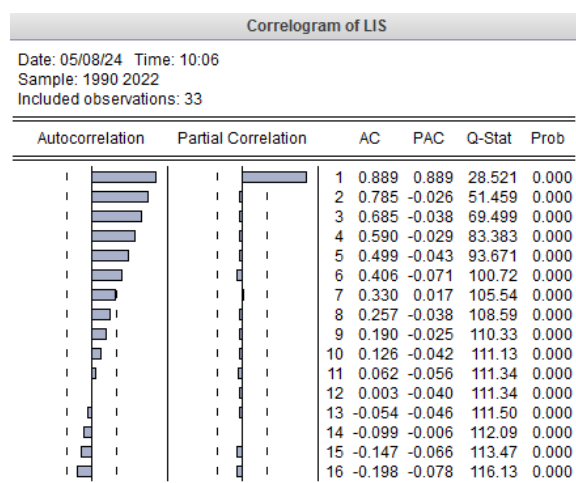 Correlogram of LIS
Date: 05/08/24 Time: 10:06
Sample: 1990 2022
Included observations: 33
Autocorrelation Partial Correlation AC PAC Q-Stat Prob
1 0.889 0.889 28.521 0.000
2 0.785 -0.026 51.459 0.000
3 0.685 -0.038 69.499 0.000
4 0.590 -0.029 83.383 0.000
5 0.499 -0.043 93.671 0.000
6 0.406 -0.071 100.72 0.000
7 0.330 0.017 105.54 0.000
8 0.257 -0.038 108.59 0.000
9 0.190 -0.025 110.33 0.000
10 0.126 -0.042 111.13 0.000
11 0.062 -0.056 111.34 0.000
12 0.003 -0.040 111.34 0.000
13 -0.054 -0.046 111.50 0.000
14 -0.099 -0.006 112.09 0.000
15 -0.147 -0.066 113.47 0.000
16 -0.198 -0.078 116.13 0.000